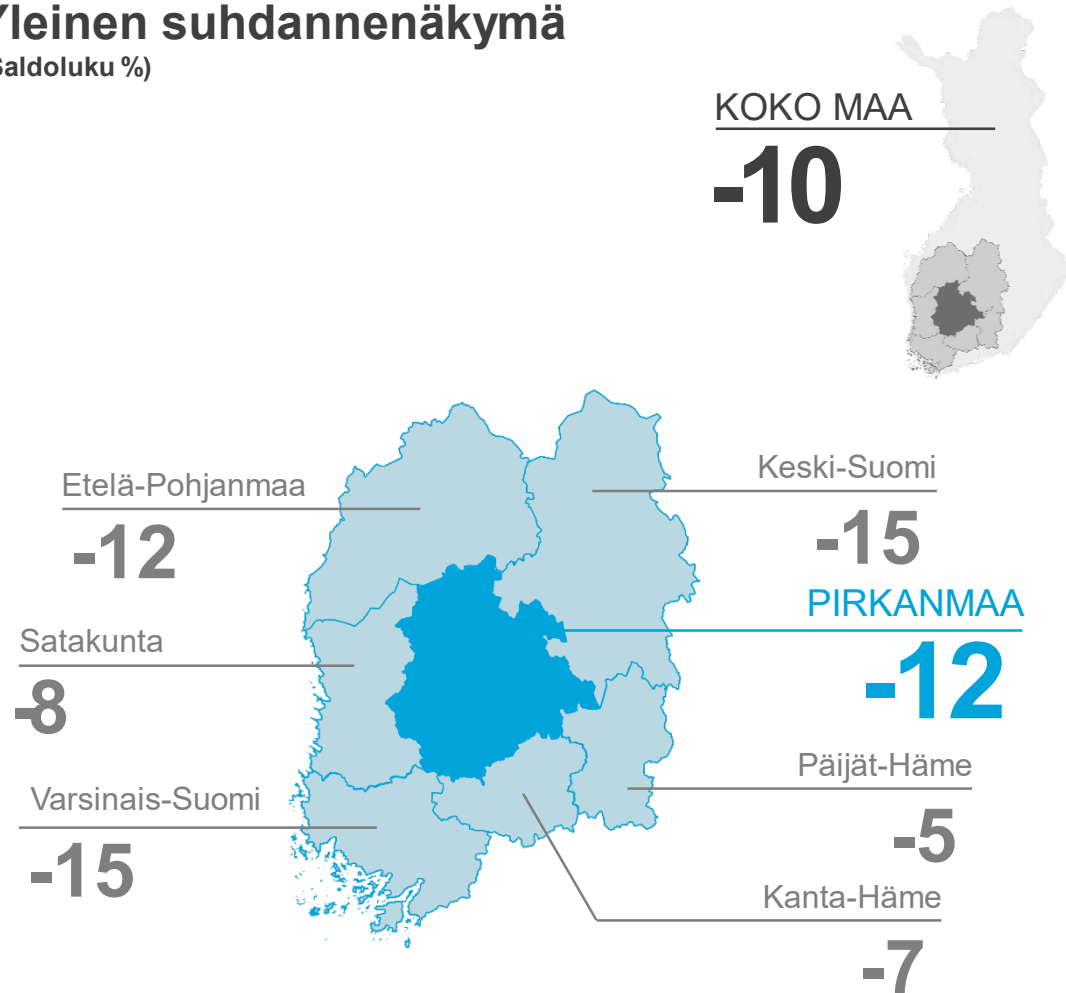 Yleinen suhdannenäkymä
Saldoluku %)
KOKO MAA
-10
Etelä-Pohjanmaa
-12
Keski-Suomi
-15
PIRKANMAA
-12
Satakunta
-8
Varsinais-Suomi
-15
Päijät-Häme
-5
Kanta-Häme
-7